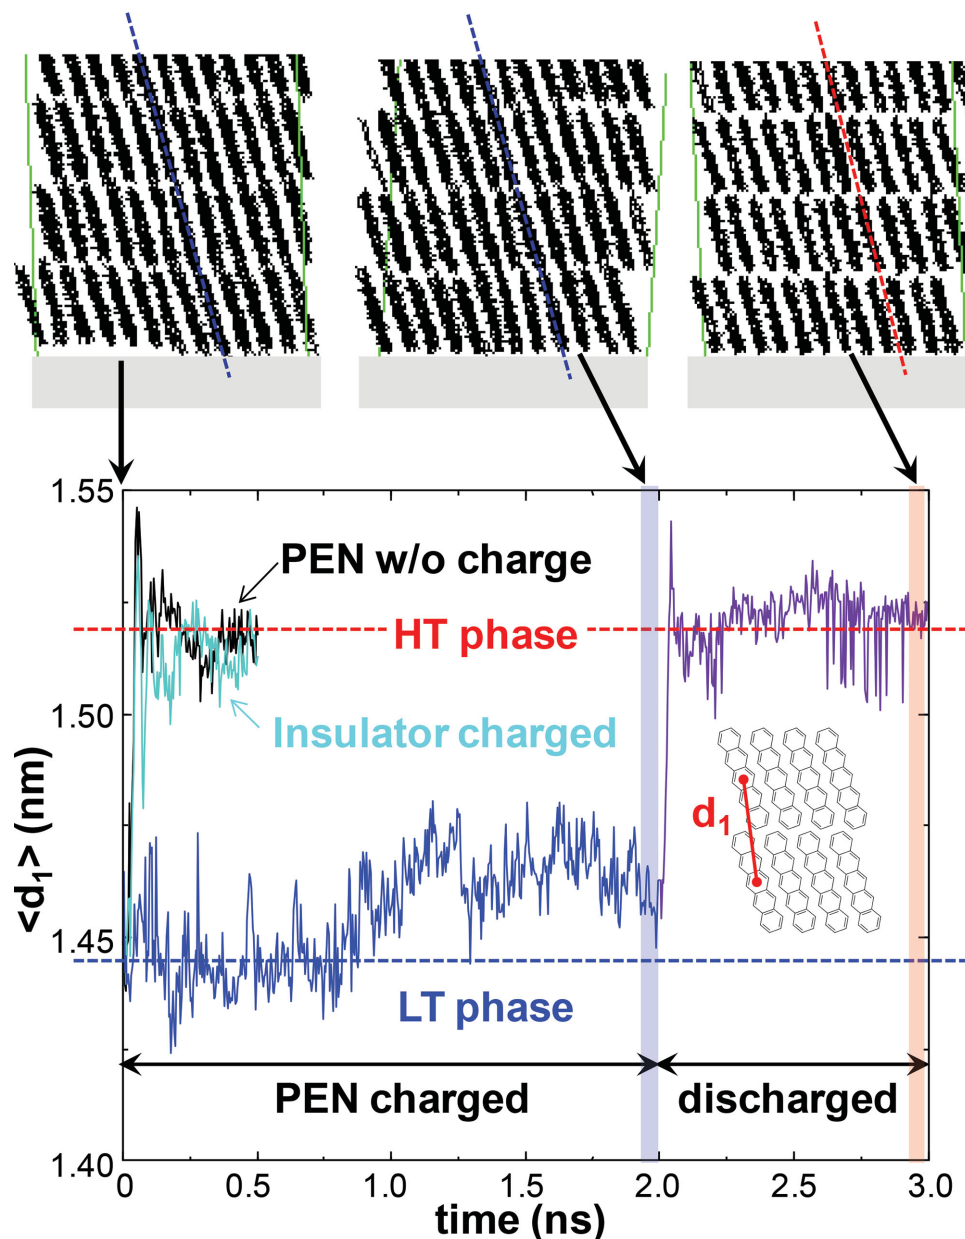 1.55
PEN w/o charge
HT phase
1.50
Insulator charged
<d₁> (nm)
d₁
1.45
LT phase
PEN charged
discharged
1.40
0 0.5 1.0 1.5 2.0 2.5 3.0
time (ns)